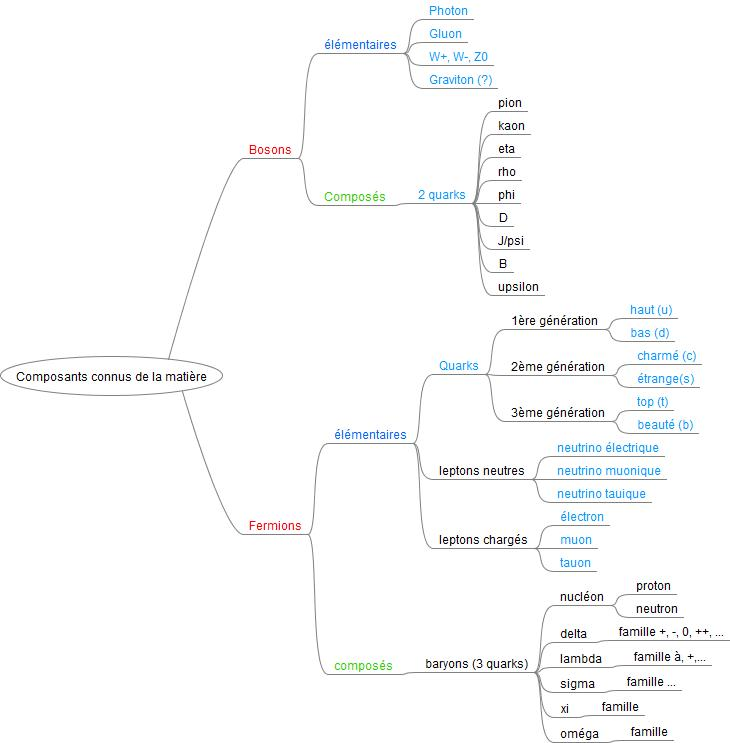 Composants connus de la matière
Bosons
élémentaires
Photon
Gluon
W+, W-, Z0
Graviton (?)
Composés
2 quarks
pion
kaon
eta
rho
phi
D
J/psi
B
upsilon
Fermions
élémentaires
Quarks
1ère génération
haut (u)
bas (d)
2ème génération
charmé (c)
étrange(s)
3ème génération
top (t)
beauté (b)
leptons neutres
neutrino électrique
neutrino muonique
neutrino tauique
leptons chargés
électron
muon
tauon
composés
baryons (3 quarks)
nucléon
proton
neutron
delta
famille +, -, 0, ++, ...
lambda
famille à, +,...
sigma
famille ...
xi
famille
oméga
famille